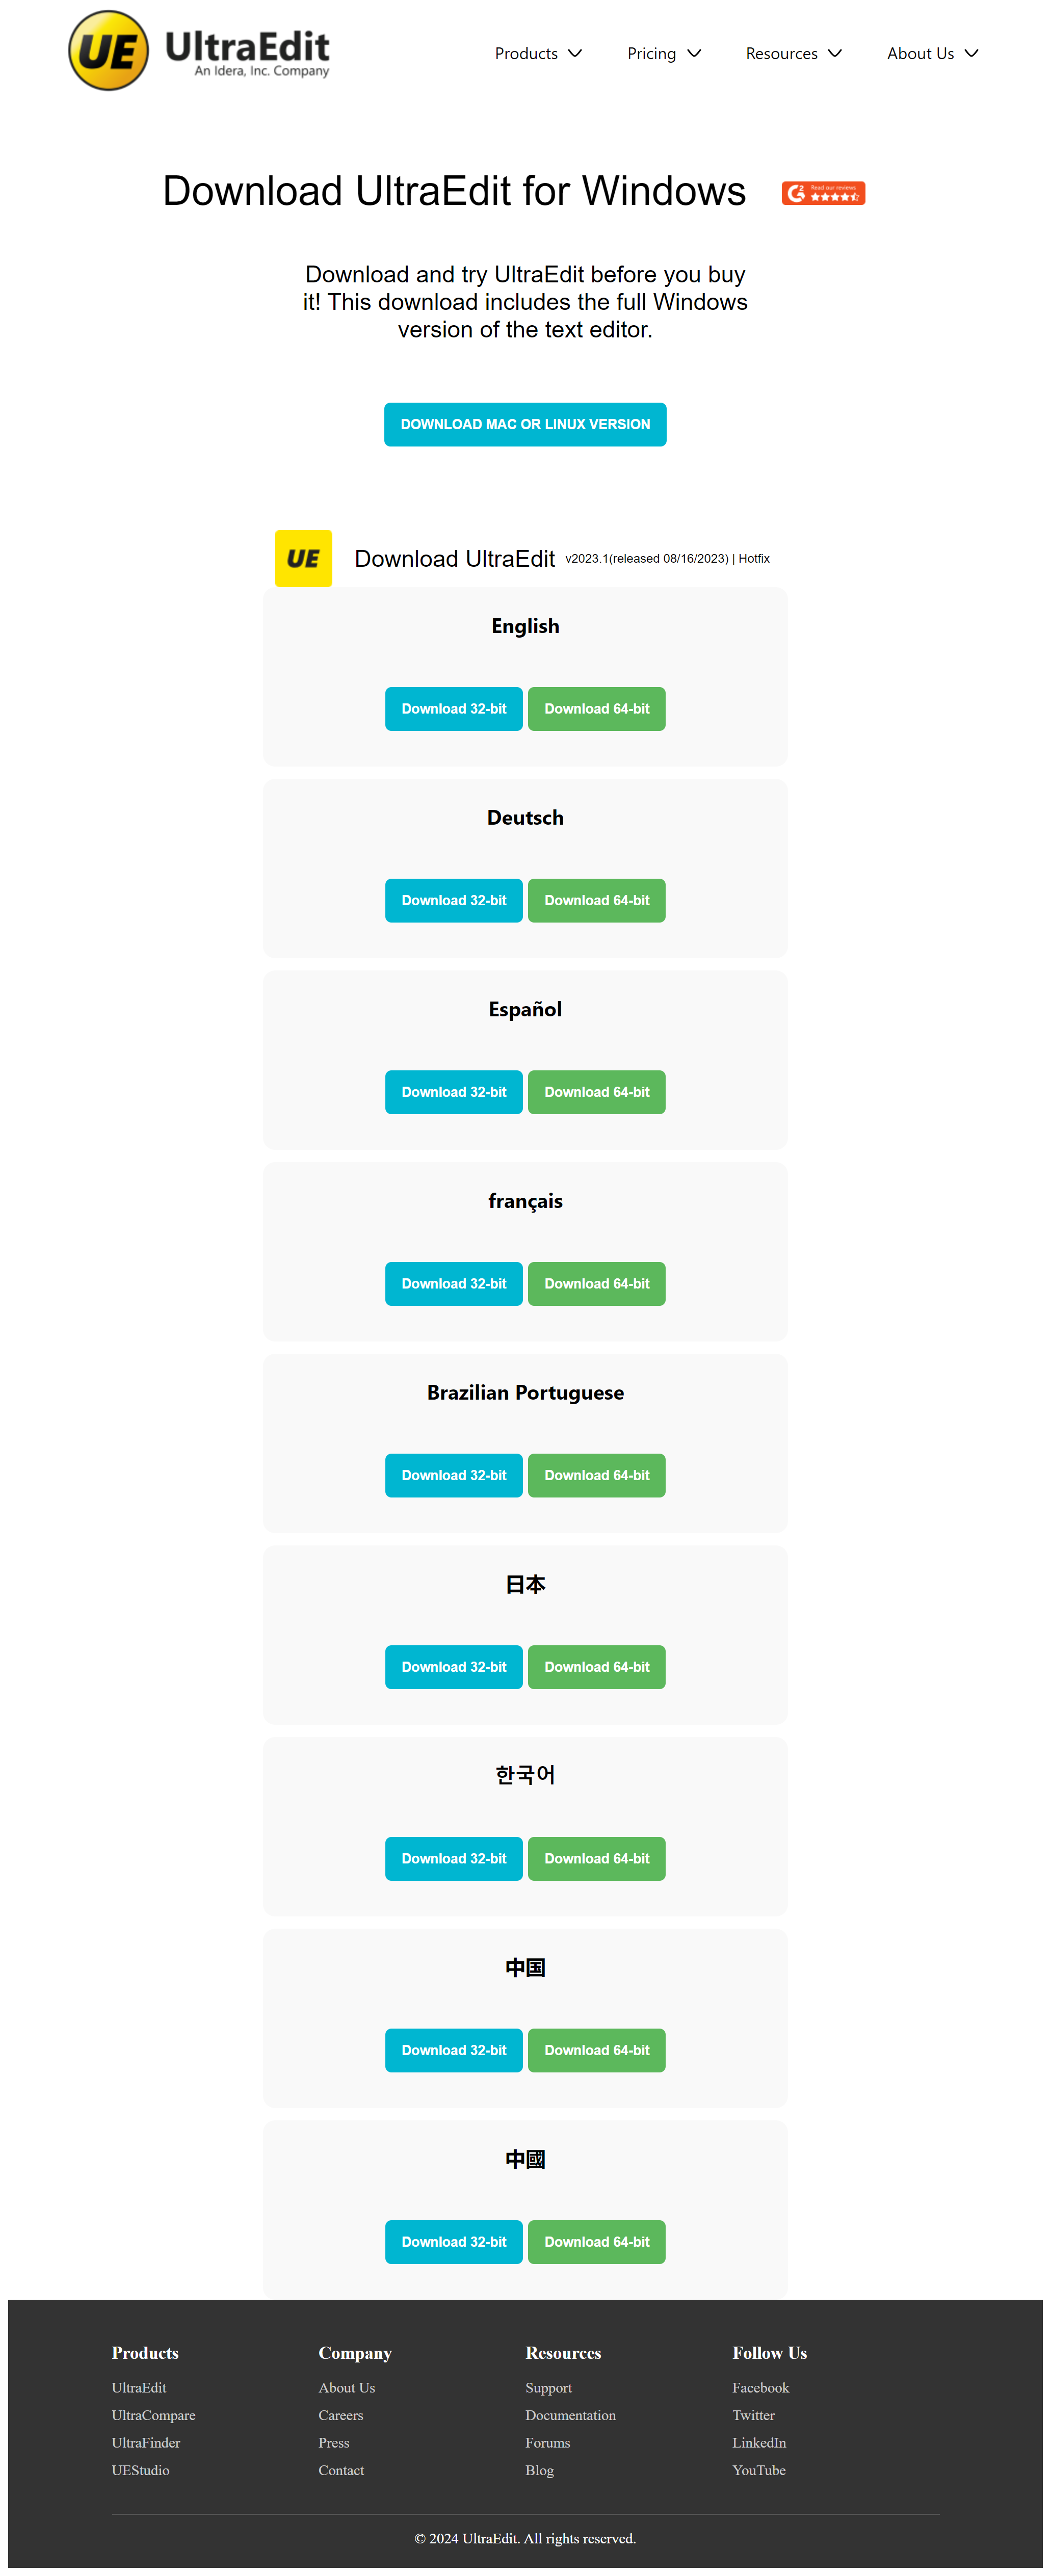 UE UltraEdit
An Idera, Inc. Company
Products Pricing Resources About Us
Download UltraEdit for Windows
Read our reviews
Download and try UltraEdit before you buy
it! This download includes the full Windows
version of the text editor.
DOWNLOAD MAC OR LINUX VERSION
UE Download UltraEdit v2023.1(released 08/16/2023) | Hotfix
English
Download 32-bit Download 64-bit
Deutsch
Download 32-bit Download 64-bit
Español
Download 32-bit Download 64-bit
français
Download 32-bit Download 64-bit
Brazilian Portuguese
Download 32-bit Download 64-bit
日本
Download 32-bit Download 64-bit
한국어
Download 32-bit Download 64-bit
中国
Download 32-bit Download 64-bit
中國
Download 32-bit Download 64-bit
Products
UltraEdit
UltraCompare
UltraFinder
UEStudio
Company
About Us
Careers
Press
Contact
Resources
Support
Documentation
Forums
Blog
Follow Us
Facebook
Twitter
LinkedIn
YouTube
© 2024 UltraEdit. All rights reserved.